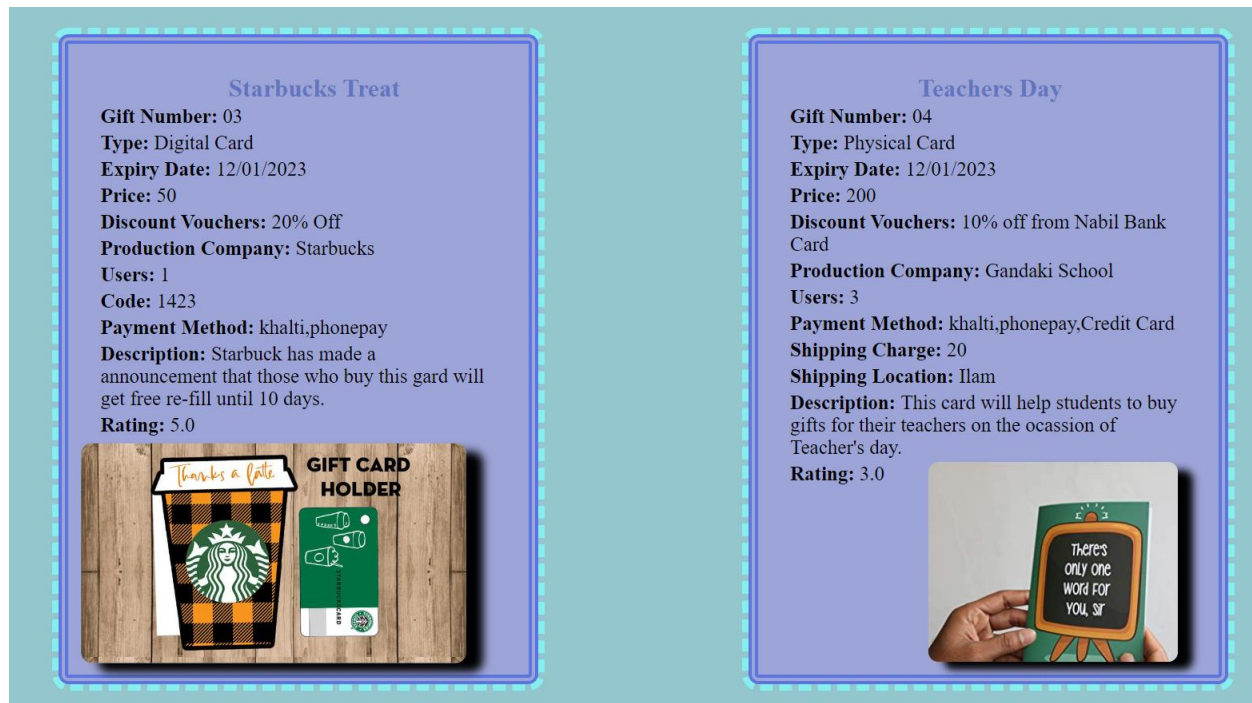 Starbucks Treat
Gift Number: 03
Type: Digital Card
Expiry Date: 12/01/2023
Price: 50
Discount Vouchers: 20% Off
Production Company: Starbucks
Users: 1
Code: 1423
Payment Method: khalti,phonepay
Description: Starbuck has made a
announcement that those who buy this gard will
get free re-fill until 10 days.
Rating: 5.0
Thanks a latte
GIFT CARD
HOLDER
STARBUCKS CARD
Teachers Day
Gift Number: 04
Type: Physical Card
Expiry Date: 12/01/2023
Price: 200
Discount Vouchers: 10% off from Nabil Bank
Card
Production Company: Gandaki School
Users: 3
Payment Method: khalti,phonepay,Credit Card
Shipping Charge: 20
Shipping Location: Ilam
Description: This card will help students to buy
gifts for their teachers on the ocassion of
Teacher's day.
Rating: 3.0
There's
only one
word for
you, sir